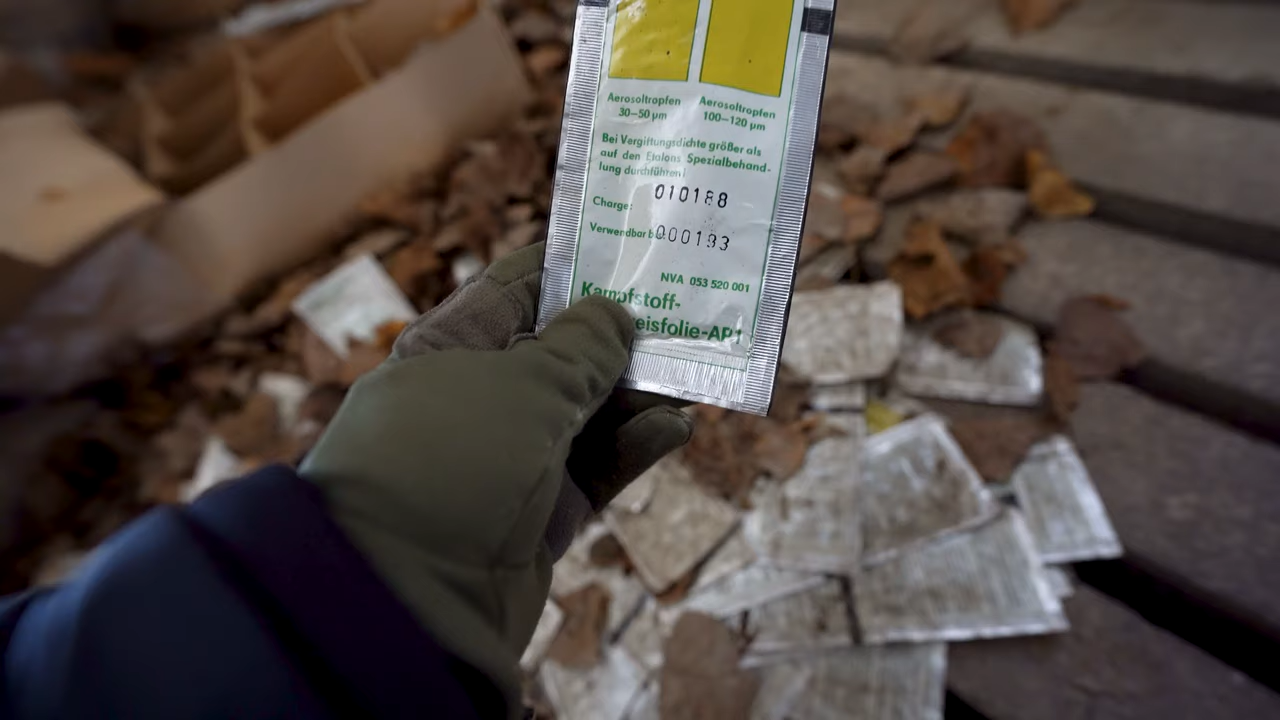 Aerosoltropfen Aerosoltropfen
30–50 µm 100–120 µm
Bei Vergiftungsdichte größer als
auf den Etalons Spezialbehand-
lung durchführen!
Charge: 010188
Verwendbar 000193
NVA 053 520 001
Kampfstoff-
eisfolie-AP1